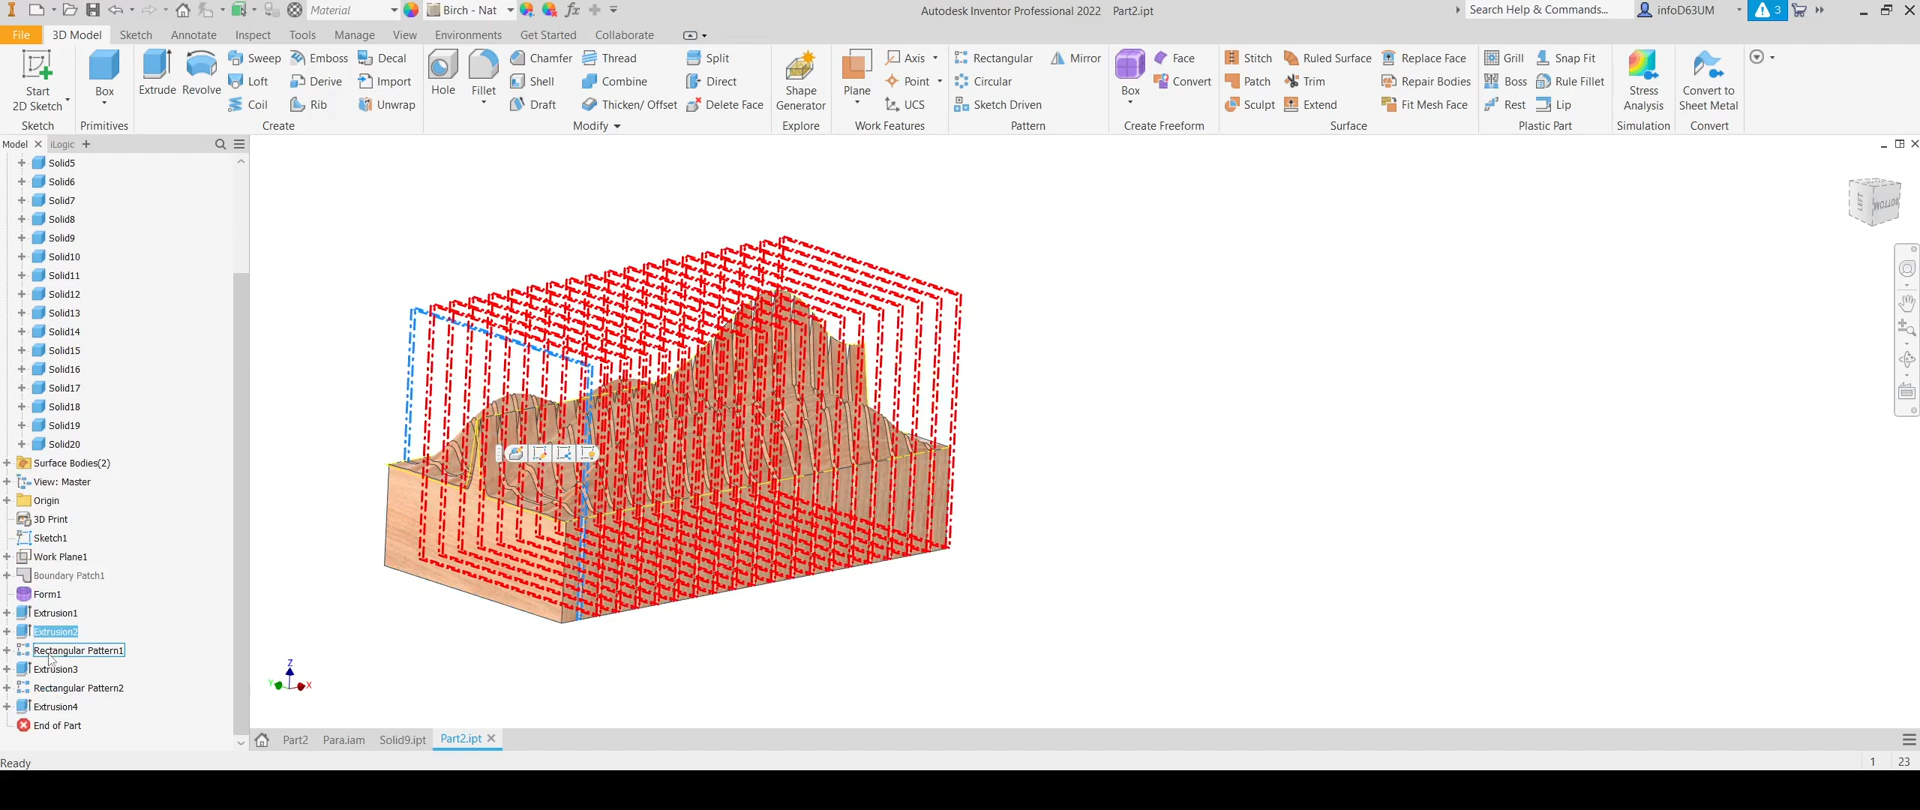 Material Birch - Nat fx Autodesk Inventor Professional 2022 Part2.ipt Search Help & Commands... infoD63UM 3
File 3D Model Sketch Annotate Inspect Tools Manage View Environments Get Started Collaborate
Start
2D Sketch
Sketch
Box
Primitives
Extrude
Revolve
Sweep Emboss Decal
Loft Derive Import
Coil Rib Unwrap
Create
Hole
Fillet
Chamfer Thread Split
Shell Combine Direct
Draft Thicken/ Offset Delete Face
Modify
Shape
Generator
Explore
Plane
Axis
Point
UCS
Work Features
Rectangular Mirror
Circular
Sketch Driven
Pattern
Box
Face
Convert
Create Freeform
Stitch Ruled Surface Replace Face
Patch Trim Repair Bodies
Sculpt Extend Fit Mesh Face
Surface
Grill Snap Fit
Boss Rule Fillet
Rest Lip
Plastic Part
Stress
Analysis
Simulation
Convert to
Sheet Metal
Convert
Model iLogic
Solid5
Solid6
Solid7
Solid8
Solid9
Solid10
Solid11
Solid12
Solid13
Solid14
Solid15
Solid16
Solid17
Solid18
Solid19
Solid20
Surface Bodies(2)
View: Master
Origin
3D Print
Sketch1
Work Plane1
Boundary Patch1
Form1
Extrusion1
Extrusion2
Rectangular Pattern1
Extrusion3
Rectangular Pattern2
Extrusion4
End of Part
LEFT BOTTOM
Z
Y X
Part2 Para.iam Solid9.ipt Part2.ipt
Ready 1 23